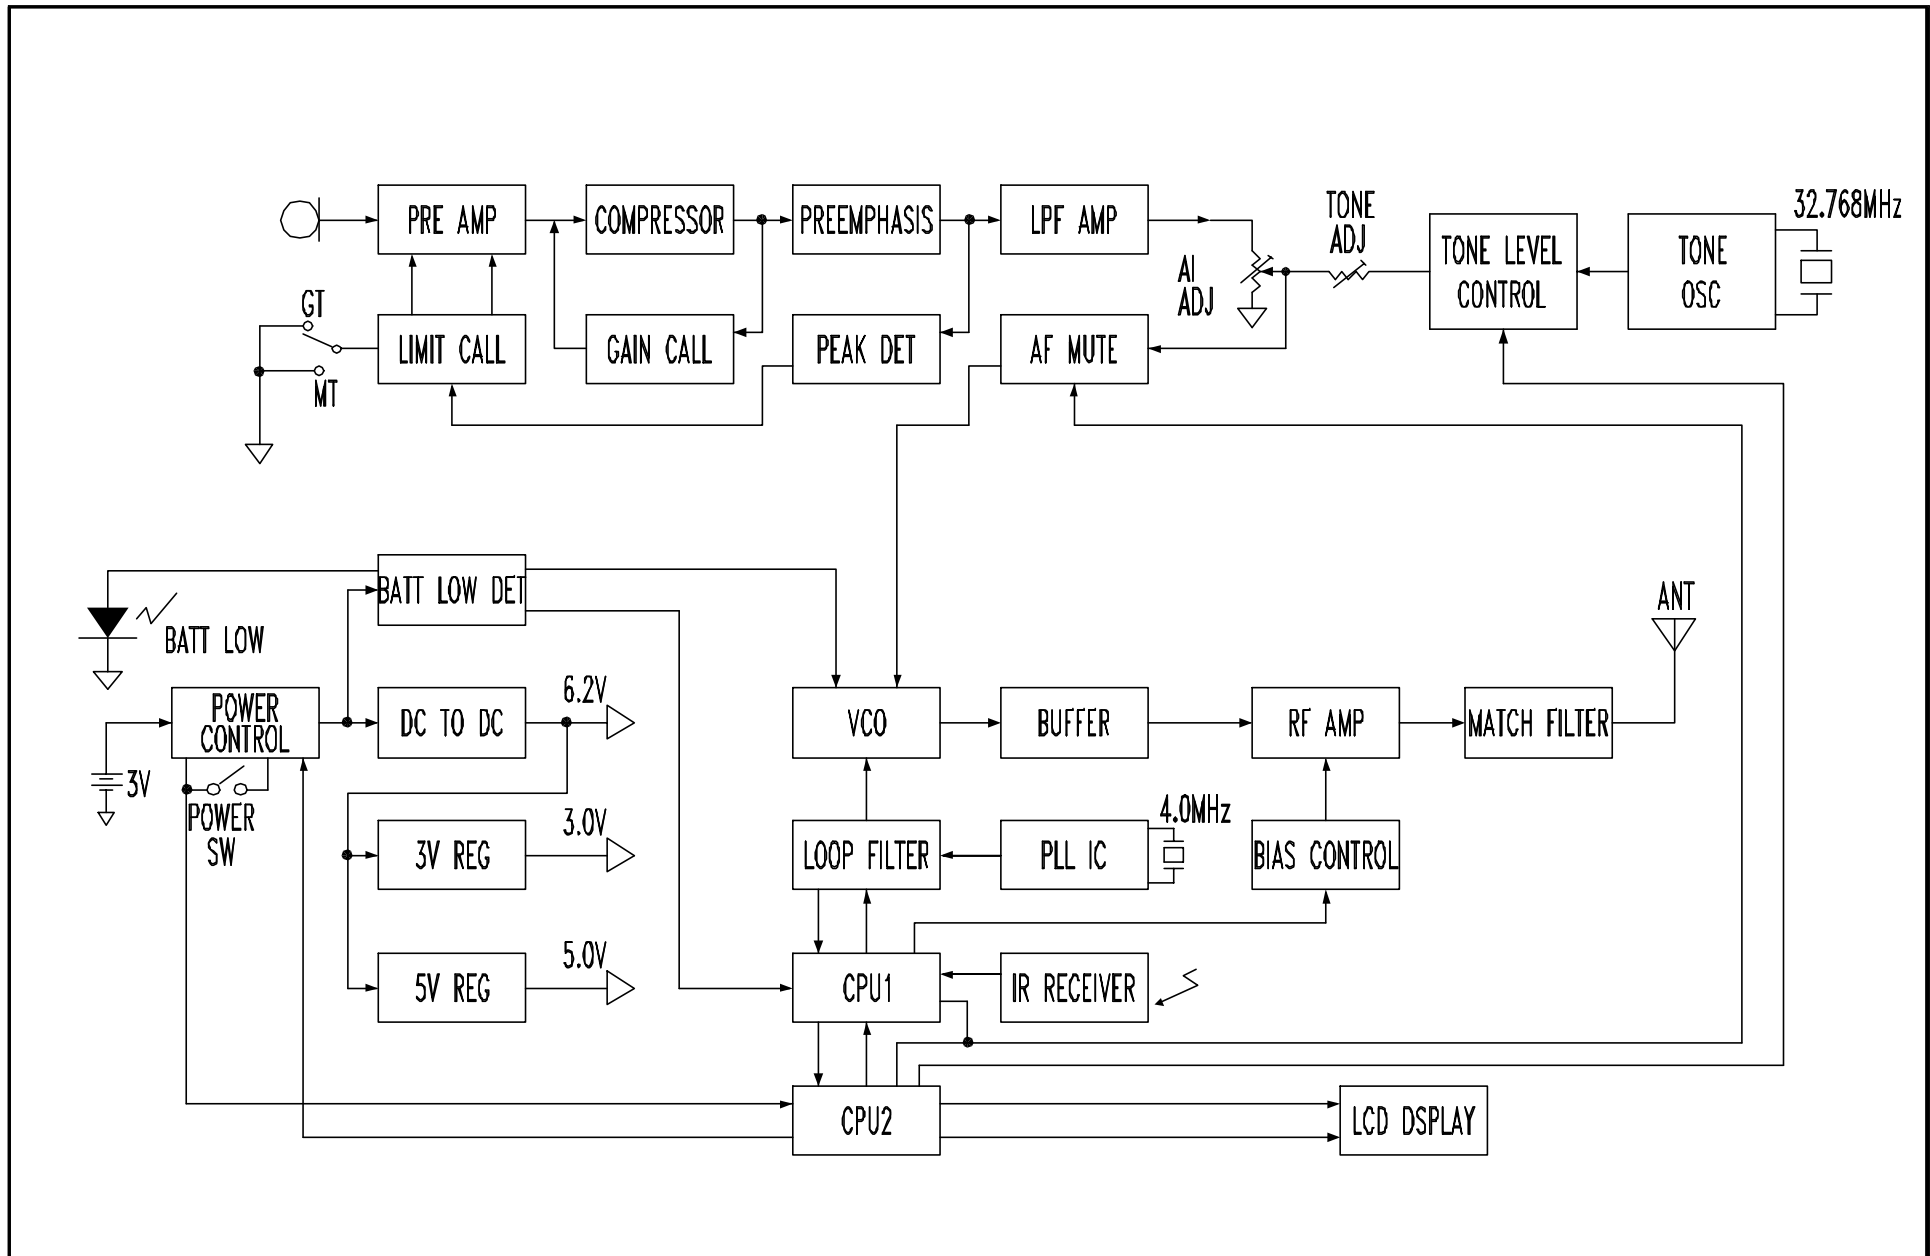 PRE AMP
COMPRESSOR
PREEMPHASIS
LPF AMP
TONE
ADJ
32.768MHz
TONE LEVEL
CONTROL
TONE
OSC
AI
ADJ
GT
LIMIT CALL
GAIN CALL
PEAK DET
AF MUTE
MT
BATT LOW DET
BATT LOW
ANT
POWER
CONTROL
DC TO DC
6.2V
VCO
BUFFER
RF AMP
MATCH FILTER
3V
POWER
SW
3V REG
3.0V
LOOP FILTER
PLL IC
4.0MHz
BIAS CONTROL
5V REG
5.0V
CPU1
IR RECEIVER
CPU2
LCD DSPLAY